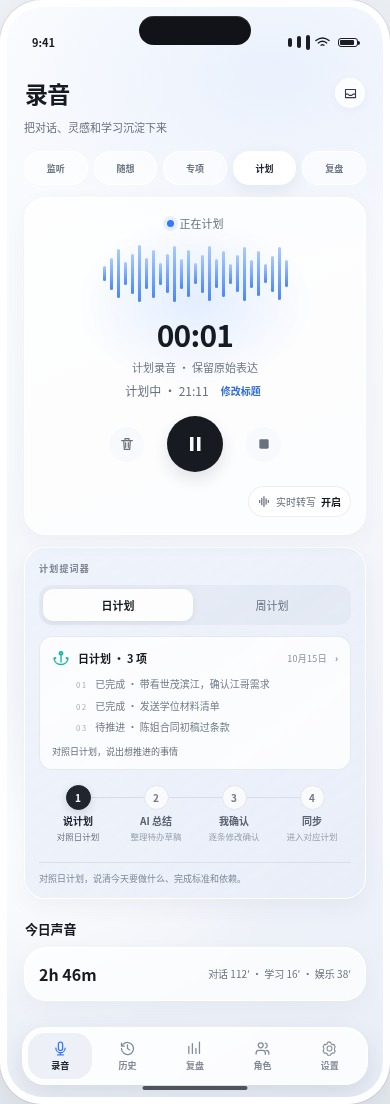 9:41
录音
把对话、灵感和学习沉淀下来
监听 随想 专项 计划 复盘
正在计划
00:01
计划录音 · 保留原始表达
计划中 · 21:11 修改标题
实时转写 开启
计划提词器
日计划 周计划
日计划 · 3 项 10月15日 ›
01 已完成 · 带看世茂滨江，确认江哥需求
02 已完成 · 发送学位材料清单
03 待推进 · 陈姐合同初稿过条款
对照日计划，说出想推进的事情
1 2 3 4
说计划 AI 总结 我确认 同步
对照日计划 整理待办草稿 逐条修改确认 进入对应计划
对照日计划，说清今天要做什么、完成标准和依赖。
今日声音
2h 46m 对话 112′ · 学习 16′ · 娱乐 38′
录音 历史 复盘 角色 设置